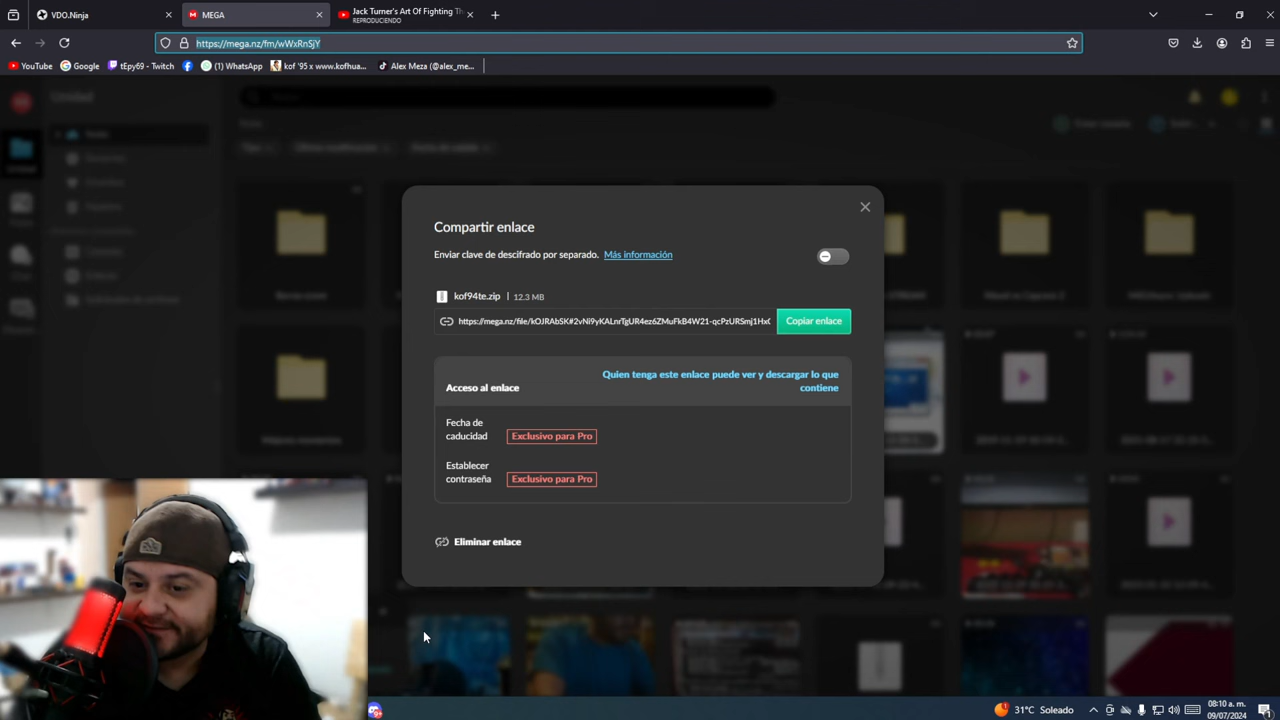 VDO.Ninja
MEGA
Jack Turner's Art Of Fighting Th
REPRODUCIENDO
https://mega.nz/fm/wWxRnSjY
YouTube
Google
tEpy69 - Twitch
(1) WhatsApp
kof '95 x www.kofhua...
Alex Meza (@alex_me...
Compartir enlace
Enviar clave de descifrado por separado. Más información
kof94te.zip | 12.3 MB
https://mega.nz/file/kOJRAbSK#2vNi9yKALnrTgUR4ez6ZMuFkB4W21-qcPzURSmj1Hx
Copiar enlace
Acceso al enlace
Quien tenga este enlace puede ver y descargar lo que
contiene
Fecha de
caducidad
Exclusivo para Pro
Establecer
contraseña
Exclusivo para Pro
Eliminar enlace
31°C Soleado
08:10 a. m.
09/07/2024